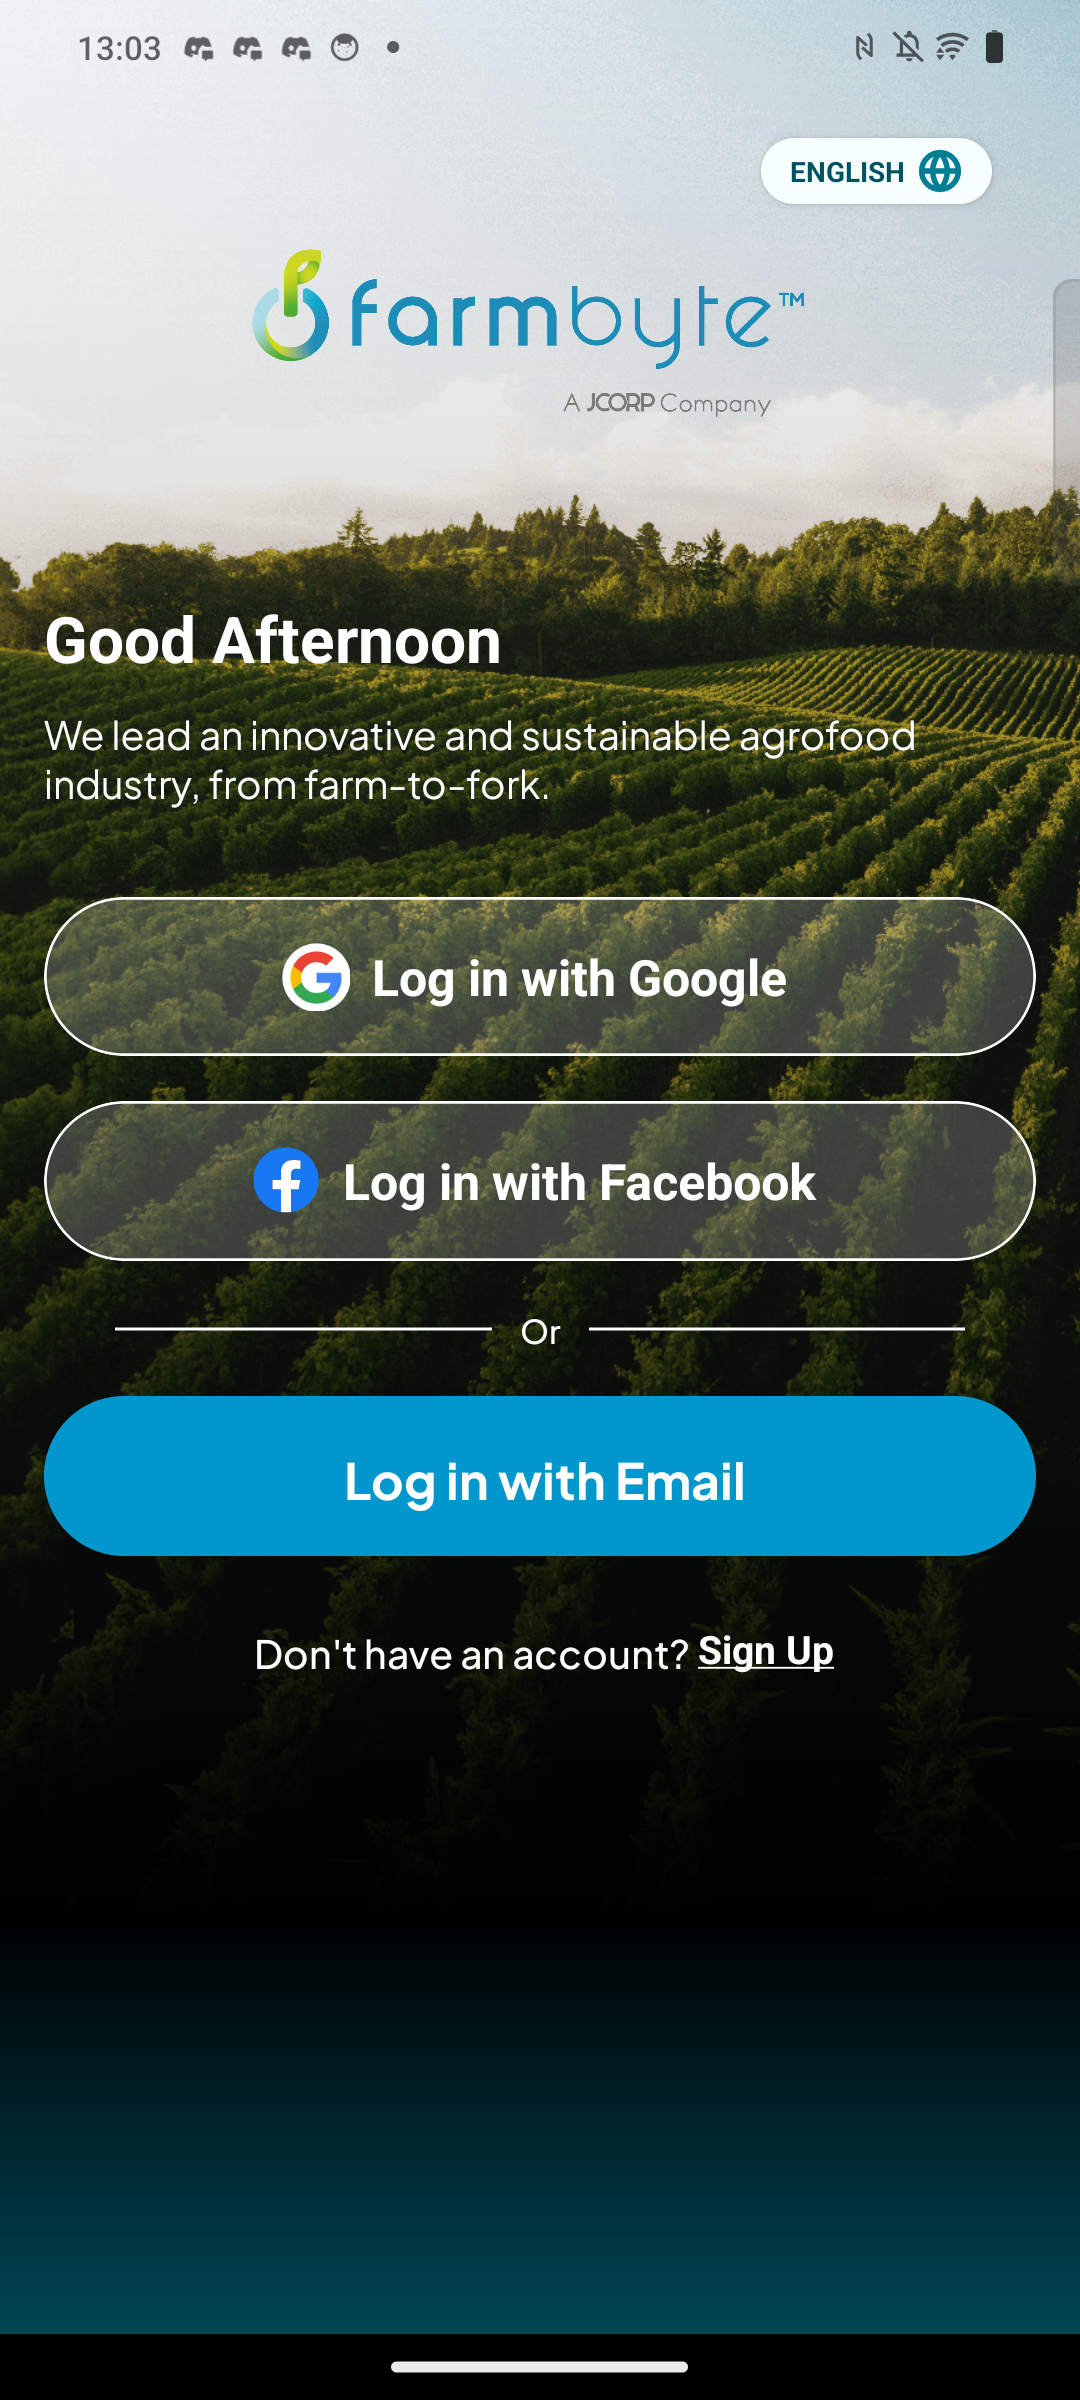 13:03
ENGLISH
farmbyte™
A JCORP Company
Good Afternoon
We lead an innovative and sustainable agrofood
industry, from farm-to-fork.
Log in with Google
Log in with Facebook
Or
Log in with Email
Don't have an account? Sign Up